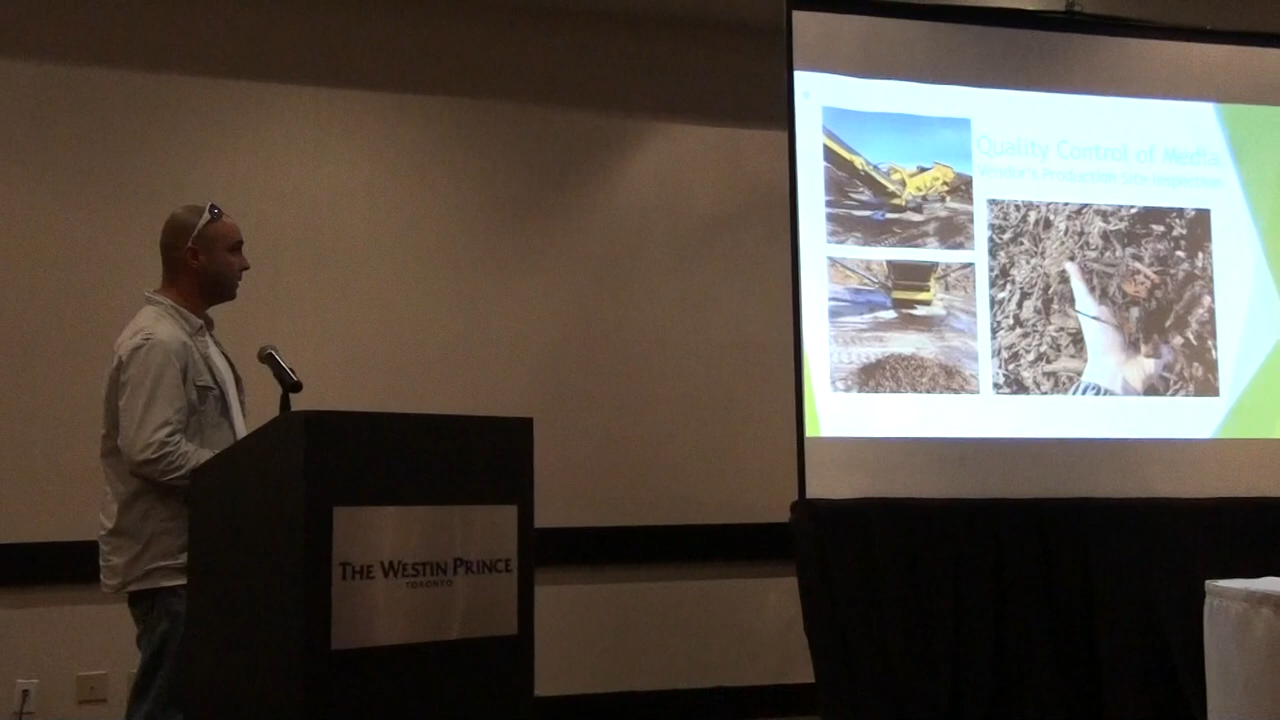 Quality Control of Media
Vendor's Production Site Inspection
THE WESTIN PRINCE
TORONTO